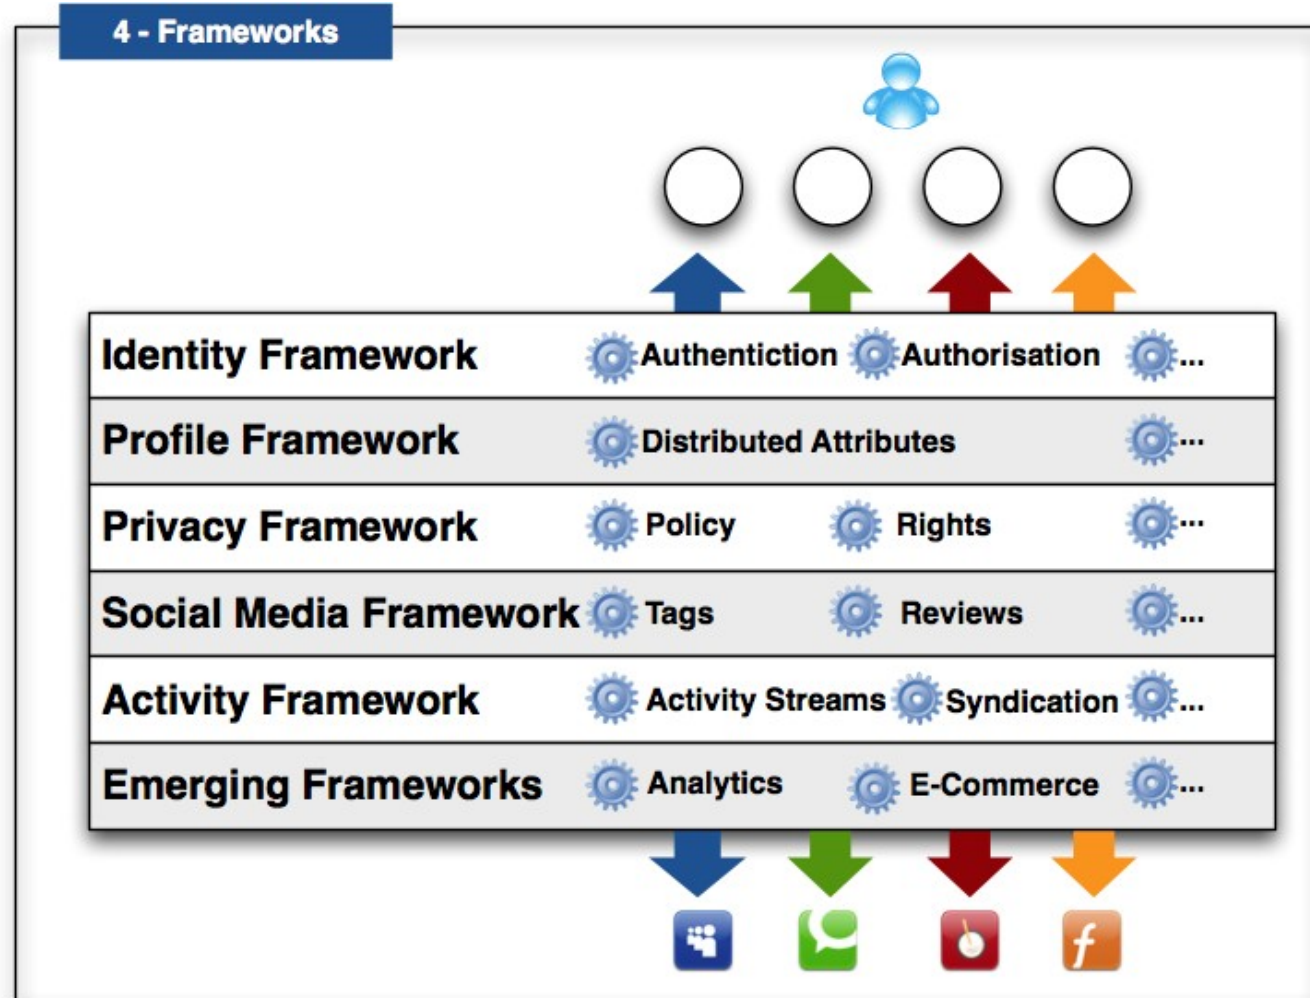 4 - Frameworks
Identity Framework Authentiction Authorisation ...
Profile Framework Distributed Attributes ...
Privacy Framework Policy Rights ...
Social Media Framework Tags Reviews ...
Activity Framework Activity Streams Syndication ...
Emerging Frameworks Analytics E-Commerce ...
f